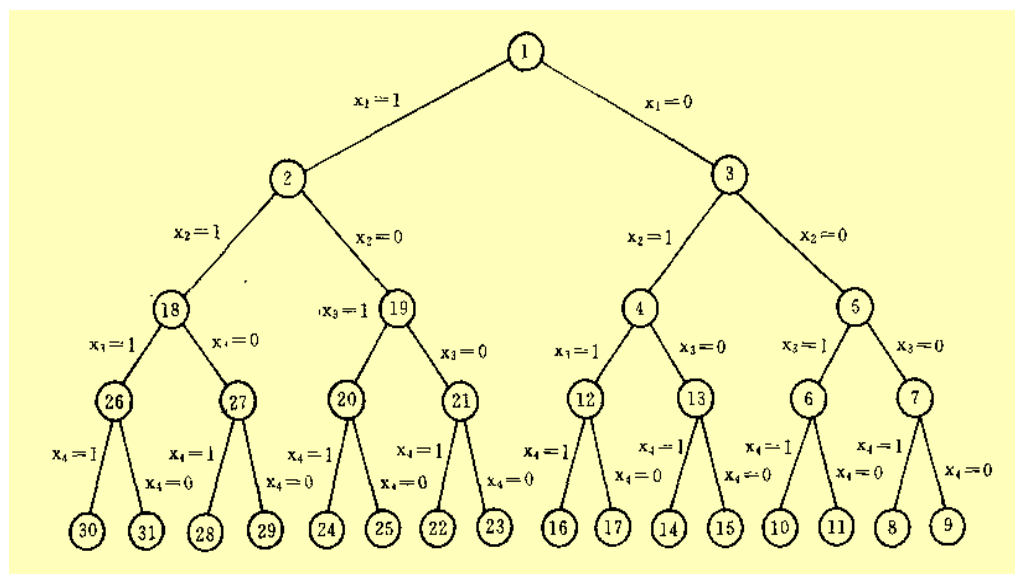 1
x₁=1 x₁=0
2 3
x₂=1 x₂=0 x₂=1 x₂=0
18 19 4 5
x₃=1 x₃=0 x₃=1 x₃=0 x₃=1 x₃=0 x₃=1 x₃=0
26 27 20 21 12 13 6 7
x₄=1 x₄=0 x₄=1 x₄=0 x₄=1 x₄=0 x₄=1 x₄=0 x₄=1 x₄=0 x₄=1 x₄=0 x₄=1 x₄=0 x₄=1 x₄=0
30 31 28 29 24 25 22 23 16 17 14 15 10 11 8 9